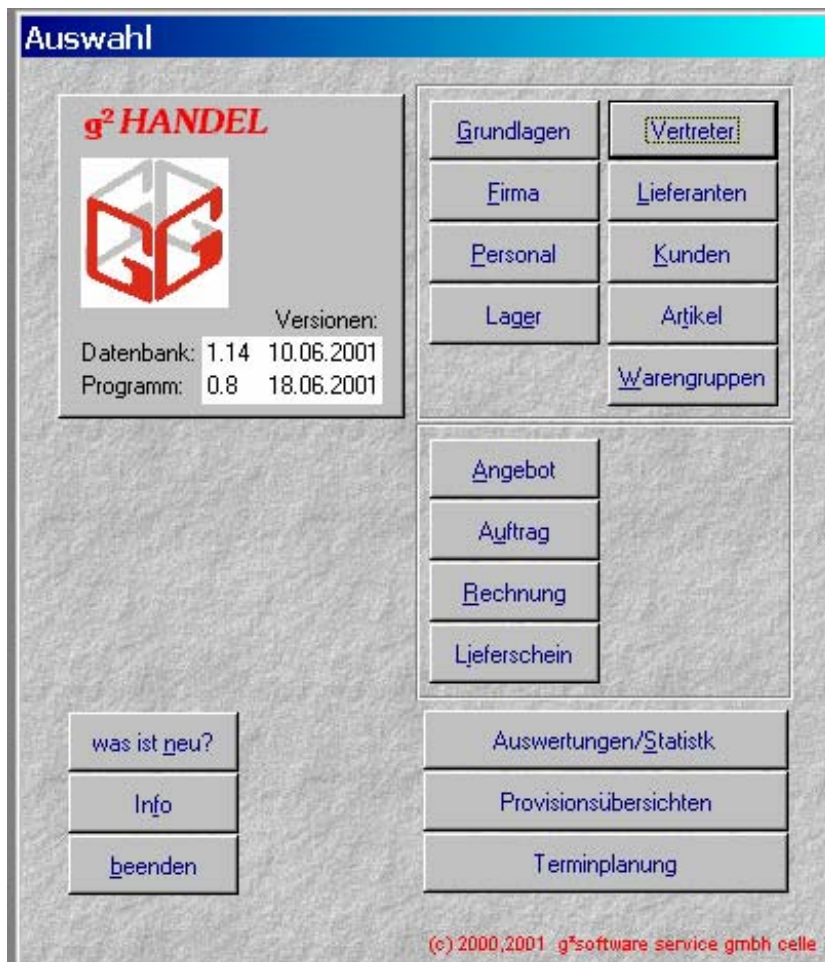 Auswahl
g² HANDEL
Versionen:
Datenbank: 1.14 10.06.2001
Programm: 0.8 18.06.2001
Grundlagen
Vertreter
Firma
Lieferanten
Personal
Kunden
Lager
Artikel
Warengruppen
Angebot
Auftrag
Rechnung
Lieferschein
was ist neu?
Info
beenden
Auswertungen/Statistk
Provisionsübersichten
Terminplanung
(c) 2000,2001 g²software service gmbh celle